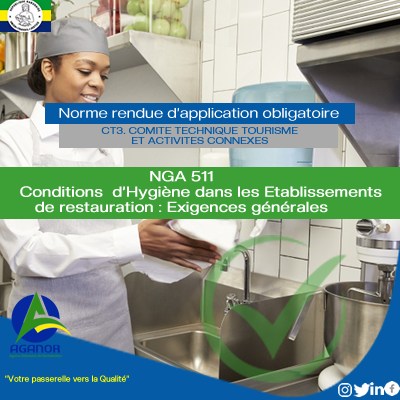 Norme rendue d'application obligatoire
CT3. COMITE TECHNIQUE TOURISME
ET ACTIVITES CONNEXES
NGA 511
Conditions d'Hygiène dans les Etablissements
de restauration : Exigences générales
AGANOR
"Votre passerelle vers la Qualité"